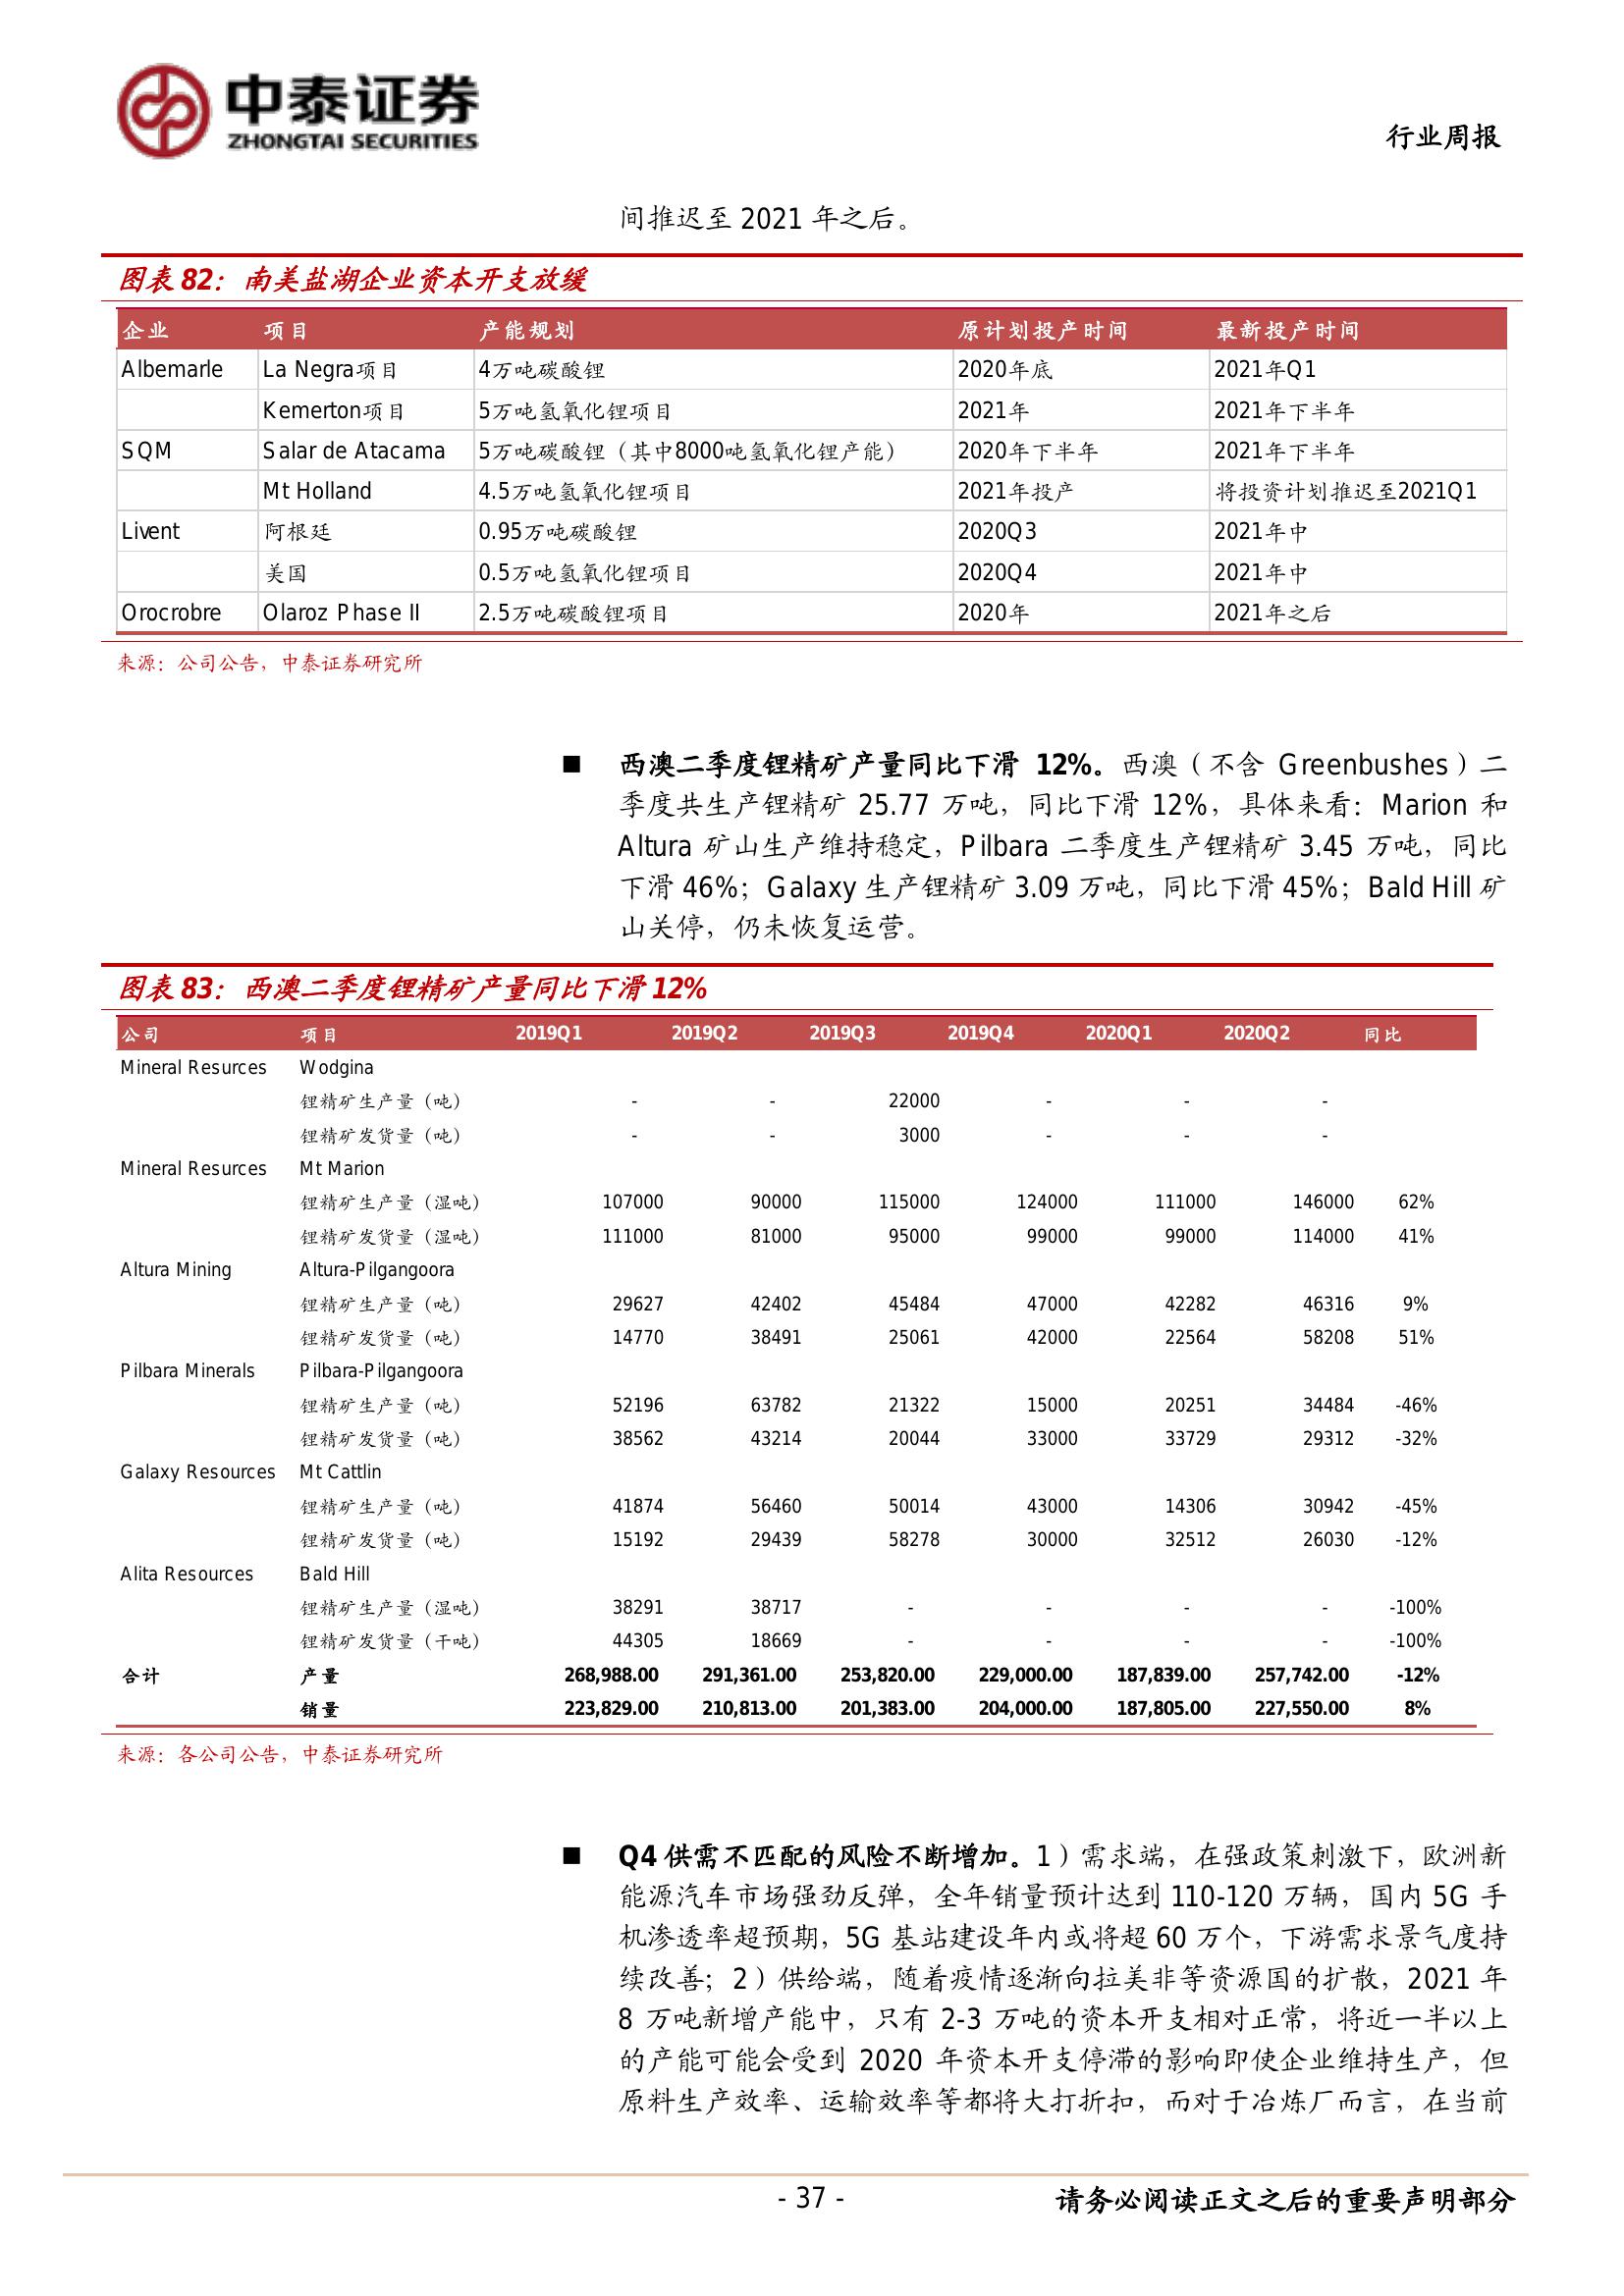 中泰证券
ZHONGTAI SECURITIES
行业周报
间推迟至 2021 年之后。
图表 82：南美盐湖企业资本开支放缓
企业 项目 产能规划 原计划投产时间 最新投产时间
Albemarle La Negra项目 4万吨碳酸锂 2020年底 2021年Q1
Kemerton项目 5万吨氢氧化锂项目 2021年 2021年下半年
SQM Salar de Atacama 5万吨碳酸锂（其中8000吨氢氧化锂产能） 2020年下半年 2021年下半年
Mt Holland 4.5万吨氢氧化锂项目 2021年投产 将投资计划推迟至2021Q1
Livent 阿根廷 0.95万吨碳酸锂 2020Q3 2021年中
美国 0.5万吨氢氧化锂项目 2020Q4 2021年中
Orocrobre Olaroz Phase II 2.5万吨碳酸锂项目 2020年 2021年之后
来源：公司公告，中泰证券研究所
■ 西澳二季度锂精矿产量同比下滑 12%。西澳（不含 Greenbushes）二
季度共生产锂精矿 25.77 万吨，同比下滑 12%，具体来看：Marion 和
Altura 矿山生产维持稳定，Pilbara 二季度生产锂精矿 3.45 万吨，同比
下滑 46%；Galaxy 生产锂精矿 3.09 万吨，同比下滑 45%；Bald Hill 矿
山关停，仍未恢复运营。
图表 83：西澳二季度锂精矿产量同比下滑 12%
公司 项目 2019Q1 2019Q2 2019Q3 2019Q4 2020Q1 2020Q2 同比
Mineral Resurces Wodgina
锂精矿生产量（吨） - - 22000 - - -
锂精矿发货量（吨） - - 3000 - - -
Mineral Resurces Mt Marion
锂精矿生产量（湿吨） 107000 90000 115000 124000 111000 146000 62%
锂精矿发货量（湿吨） 111000 81000 95000 99000 99000 114000 41%
Altura Mining Altura-Pilgangoora
锂精矿生产量（吨） 29627 42402 45484 47000 42282 46316 9%
锂精矿发货量（吨） 14770 38491 25061 42000 22564 58208 51%
Pilbara Minerals Pilbara-Pilgangoora
锂精矿生产量（吨） 52196 63782 21322 15000 20251 34484 -46%
锂精矿发货量（吨） 38562 43214 20044 33000 33729 29312 -32%
Galaxy Resources Mt Cattlin
锂精矿生产量（吨） 41874 56460 50014 43000 14306 30942 -45%
锂精矿发货量（吨） 15192 29439 58278 30000 32512 26030 -12%
Alita Resources Bald Hill
锂精矿生产量（湿吨） 38291 38717 - - - - -100%
锂精矿发货量（干吨） 44305 18669 - - - - -100%
合计 产量 268,988.00 291,361.00 253,820.00 229,000.00 187,839.00 257,742.00 -12%
销量 223,829.00 210,813.00 201,383.00 204,000.00 187,805.00 227,550.00 8%
来源：各公司公告，中泰证券研究所
■ Q4 供需不匹配的风险不断增加。1）需求端，在强政策刺激下，欧洲新
能源汽车市场强劲反弹，全年销量预计达到 110-120 万辆，国内 5G 手
机渗透率超预期，5G 基站建设年内或将超 60 万个，下游需求景气度持
续改善；2）供给端，随着疫情逐渐向拉美非等资源国的扩散，2021 年
8 万吨新增产能中，只有 2-3 万吨的资本开支相对正常，将近一半以上
的产能可能会受到 2020 年资本开支停滞的影响即使企业维持生产，但
原料生产效率、运输效率等都将大打折扣，而对于冶炼厂而言，在当前
- 37 -
请务必阅读正文之后的重要声明部分